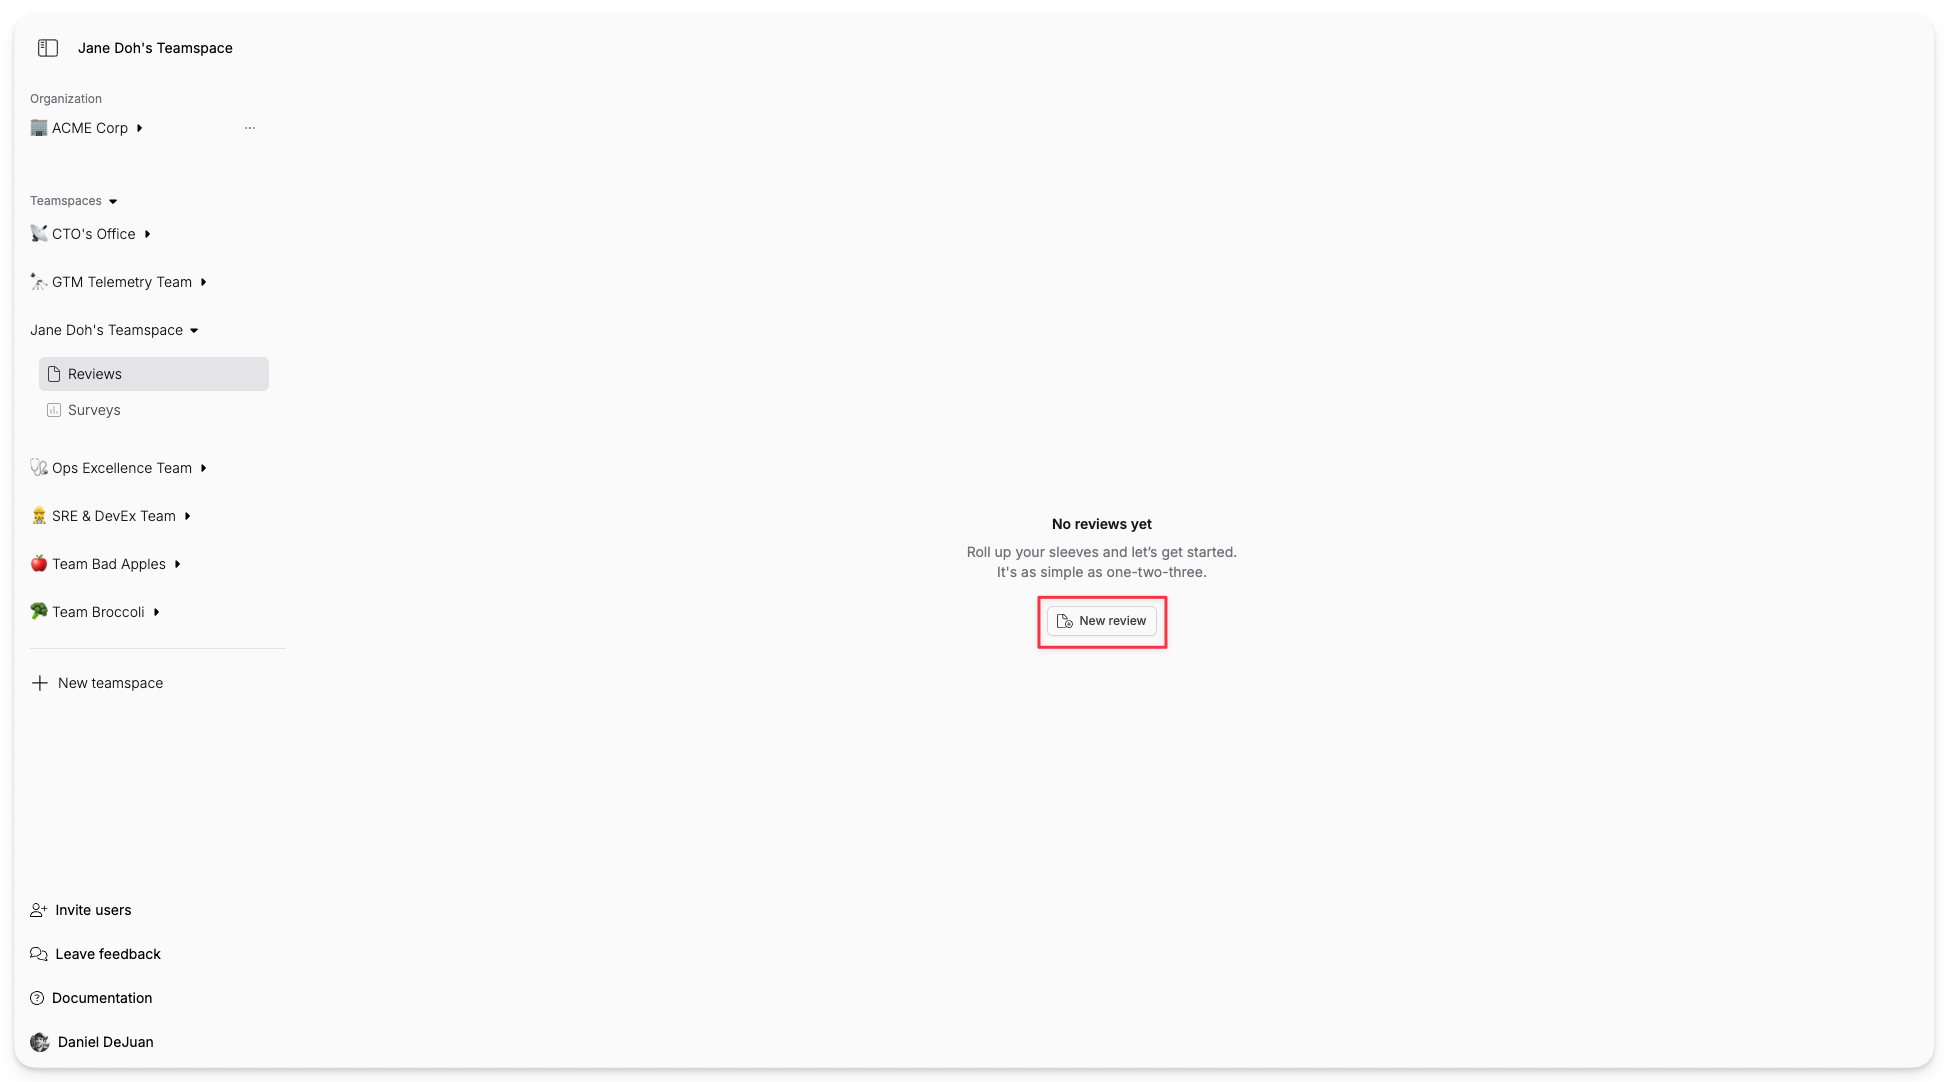 Jane Doh's Teamspace
Organization
ACME Corp
Teamspaces
CTO's Office
GTM Telemetry Team
Jane Doh's Teamspace
Reviews
Surveys
Ops Excellence Team
SRE & DevEx Team
Team Bad Apples
Team Broccoli
New teamspace
Invite users
Leave feedback
Documentation
Daniel DeJuan
No reviews yet
Roll up your sleeves and let’s get started.
It's as simple as one-two-three.
New review